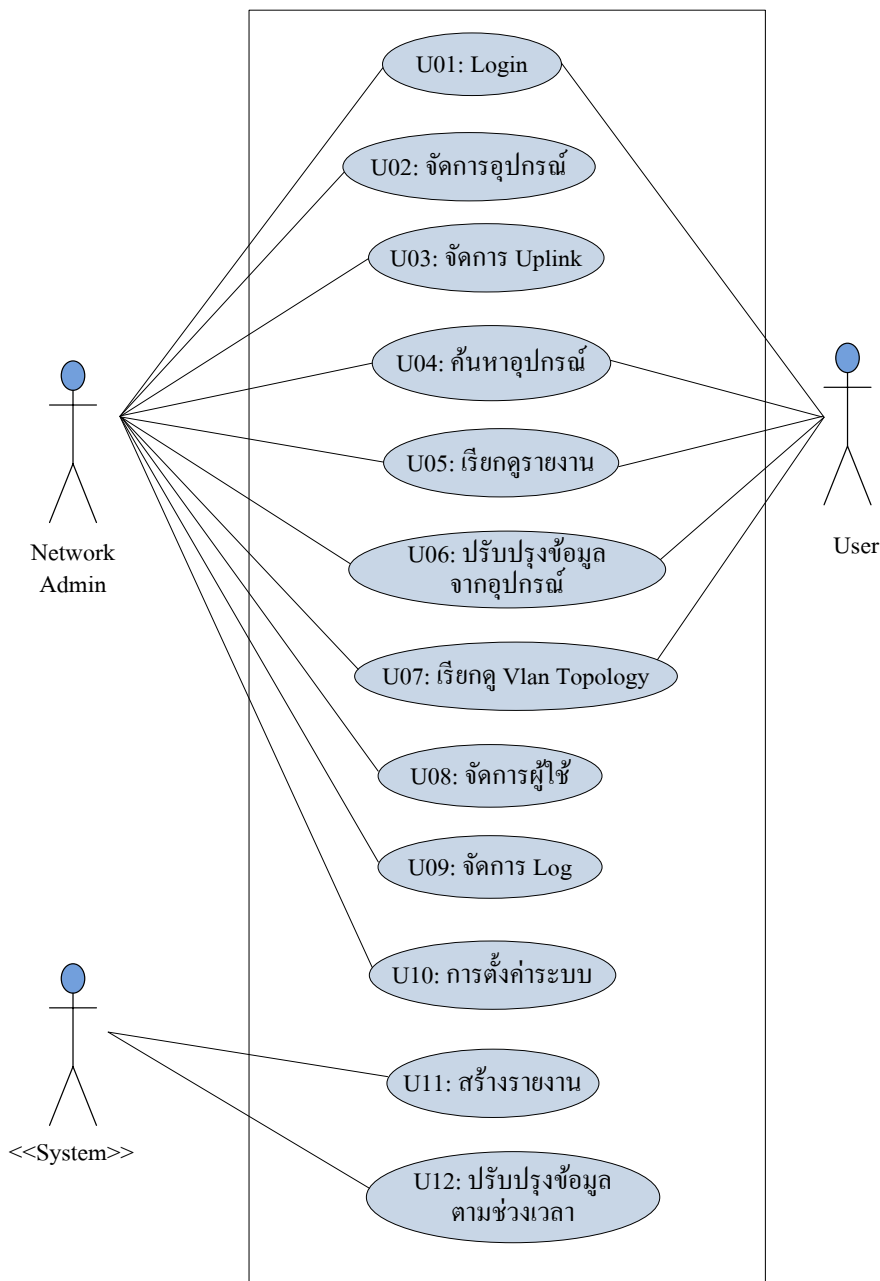 U01: Login
U02: จัดการอุปกรณ์
U03: จัดการ Uplink
U04: ค้นหาอุปกรณ์
U05: เรียกดูรายงาน
Network
Admin
User
U06: ปรับปรุงข้อมูล
จากอุปกรณ์
U07: เรียกดู Vlan Topology
U08: จัดการผู้ใช้
U09: จัดการ Log
U10: การตั้งค่าระบบ
U11: สร้างรายงาน
<<System>>
U12: ปรับปรุงข้อมูล
ตามช่วงเวลา